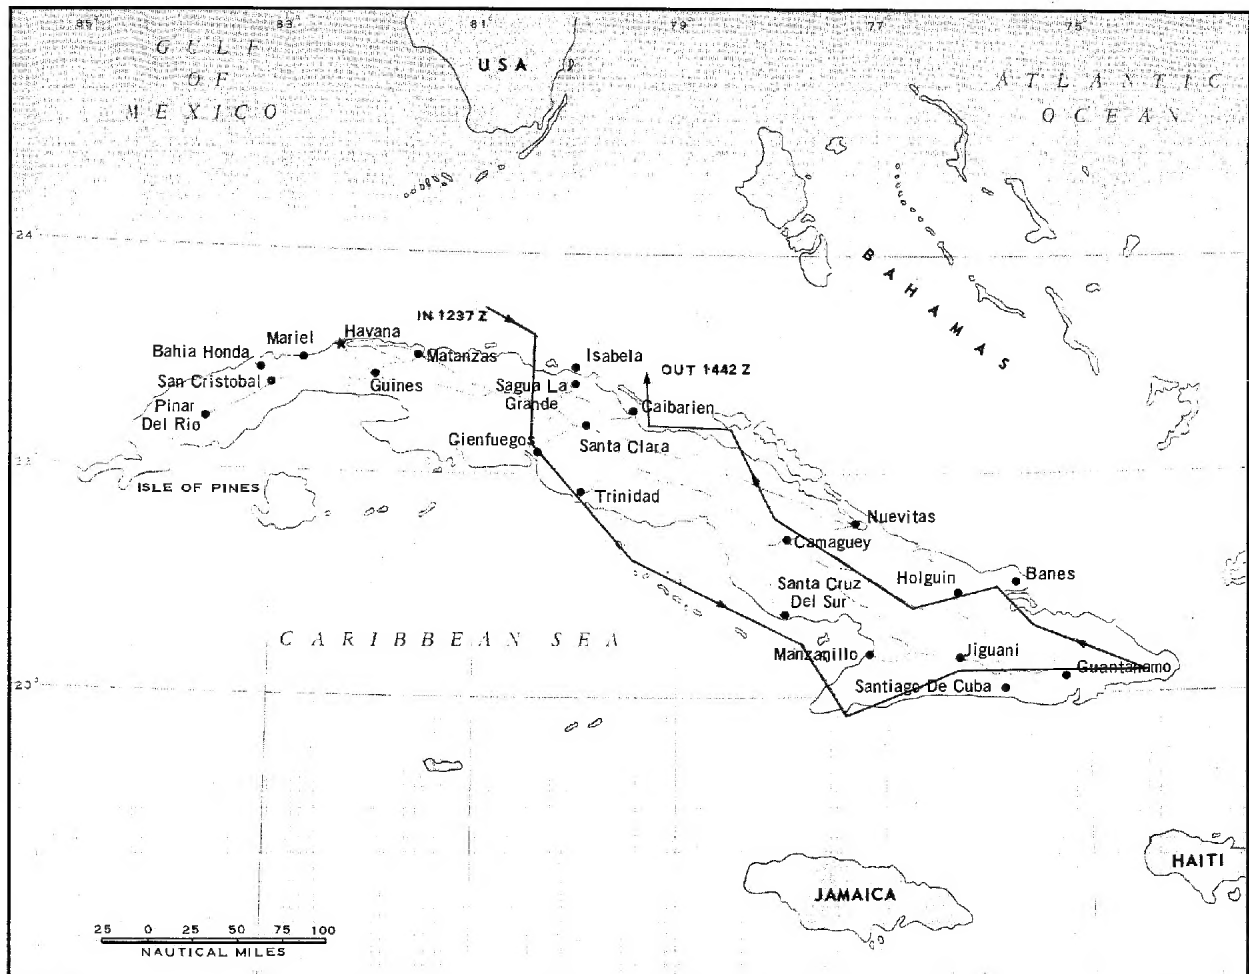 85° 83° 81 79 77 75
GULF
OF
MEXICO
USA
ATLANTIC
OCEAN
24
BAHAMAS
IN 1237 Z
Havana
Mariel
Bahia Honda
Matanzas
Isabela
San Cristobal
Guines
Sagua La
Grande
OUT 1442 Z
Pinar
Del Rio
Caibarien
Cienfuegos
Santa Clara
ISLE OF PINES
Trinidad
Nuevitas
Camaguey
Holguin
Banes
Santa Cruz
Del Sur
CARIBBEAN SEA
Manzanillo
Jiguani
Guantanamo
Santiago De Cuba
20°
HAITI
JAMAICA
25 0 25 50 75 100
NAUTICAL MILES